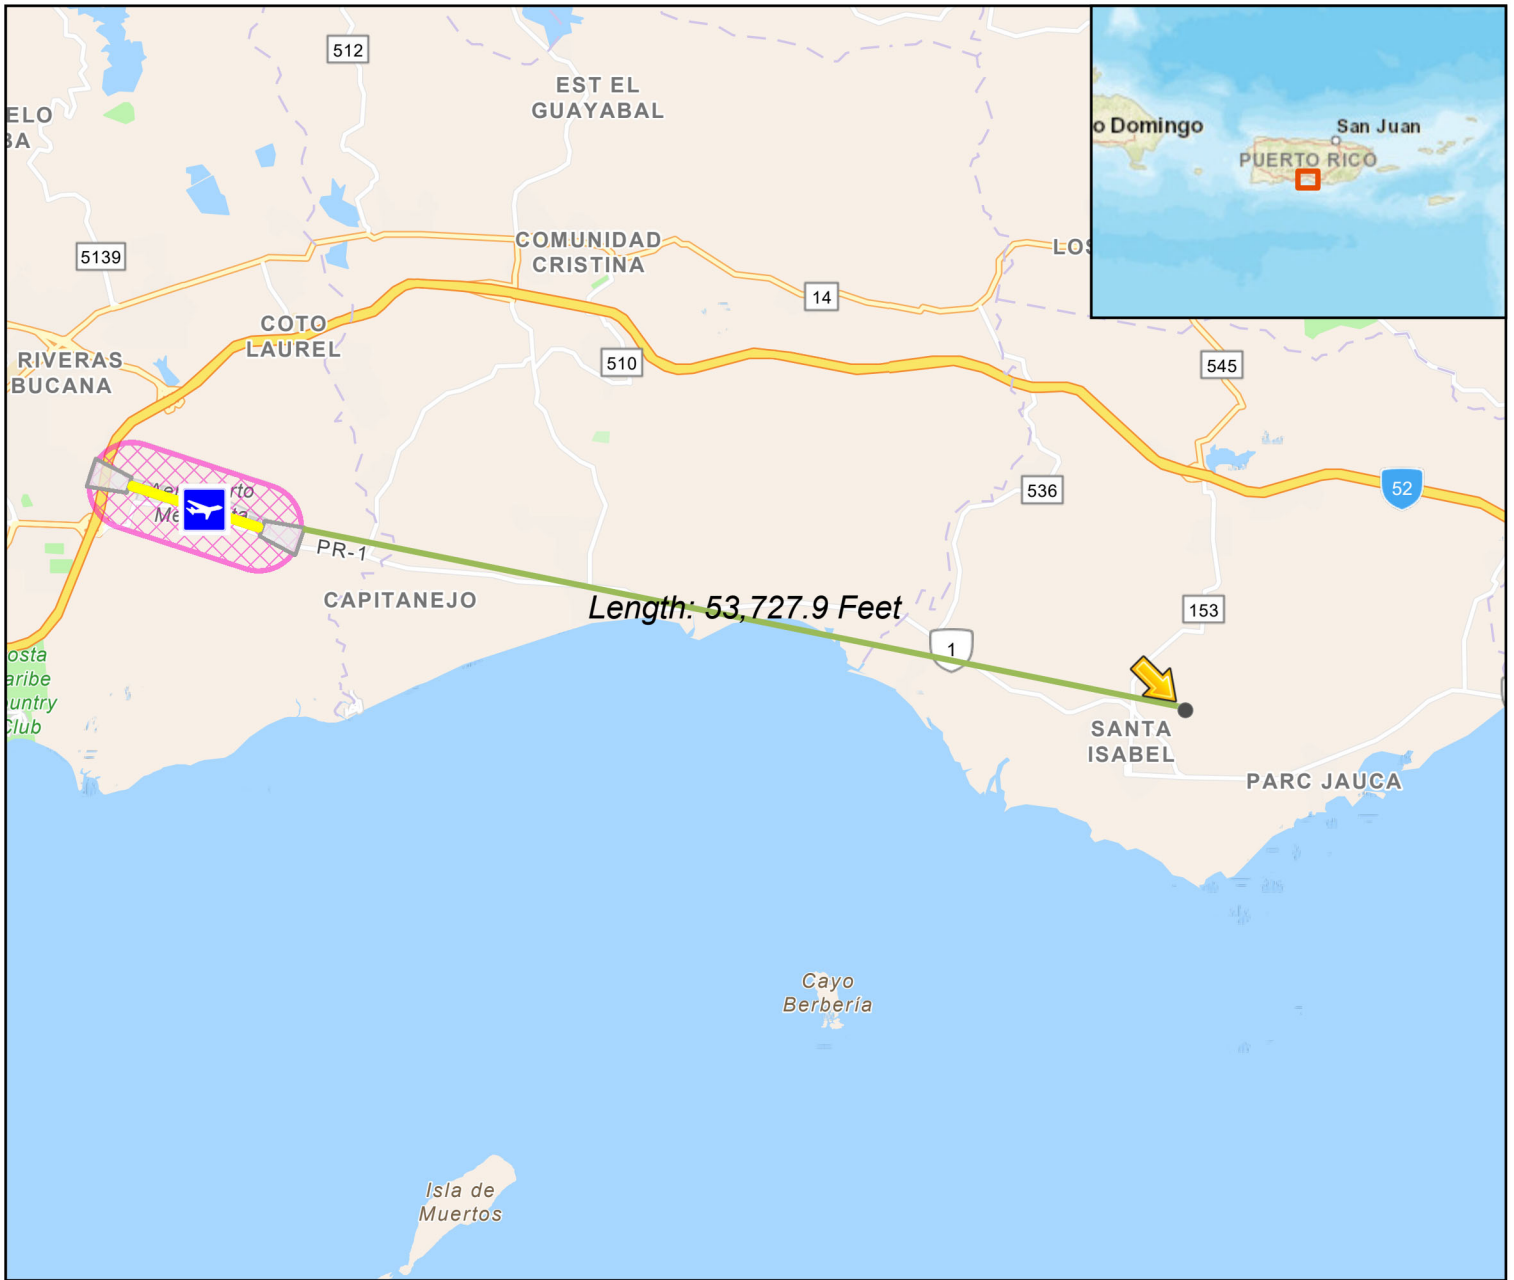 512
EST EL
GUAYABAL
ELO
BA
o Domingo
San Juan
PUERTO RICO
5139
COMUNIDAD
CRISTINA
LOS
14
COTO
LAUREL
RIVERAS
BUCANA
510
545
536
52
PR-1
CAPITANEJO
Length: 53,727.9 Feet
153
1
osta
aribe
untry
Club
SANTA
ISABEL
PARC JAUCA
Cayo
Berbería
Isla de
Muertos